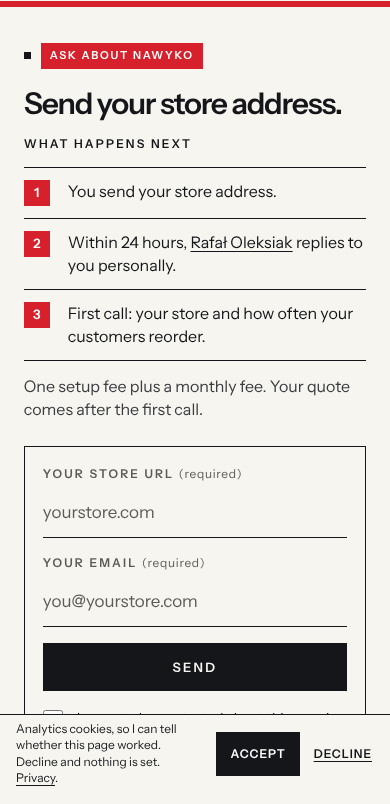 ASK ABOUT NAWYKO
Send your store address.
WHAT HAPPENS NEXT
1 You send your store address.
2 Within 24 hours, Rafał Oleksiak replies to
you personally.
3 First call: your store and how often your
customers reorder.
One setup fee plus a monthly fee. Your quote
comes after the first call.
YOUR STORE URL (required)
yourstore.com
YOUR EMAIL (required)
you@yourstore.com
SEND
Analytics cookies, so I can tell
whether this page worked.
Decline and nothing is set.
Privacy.
ACCEPT
DECLINE